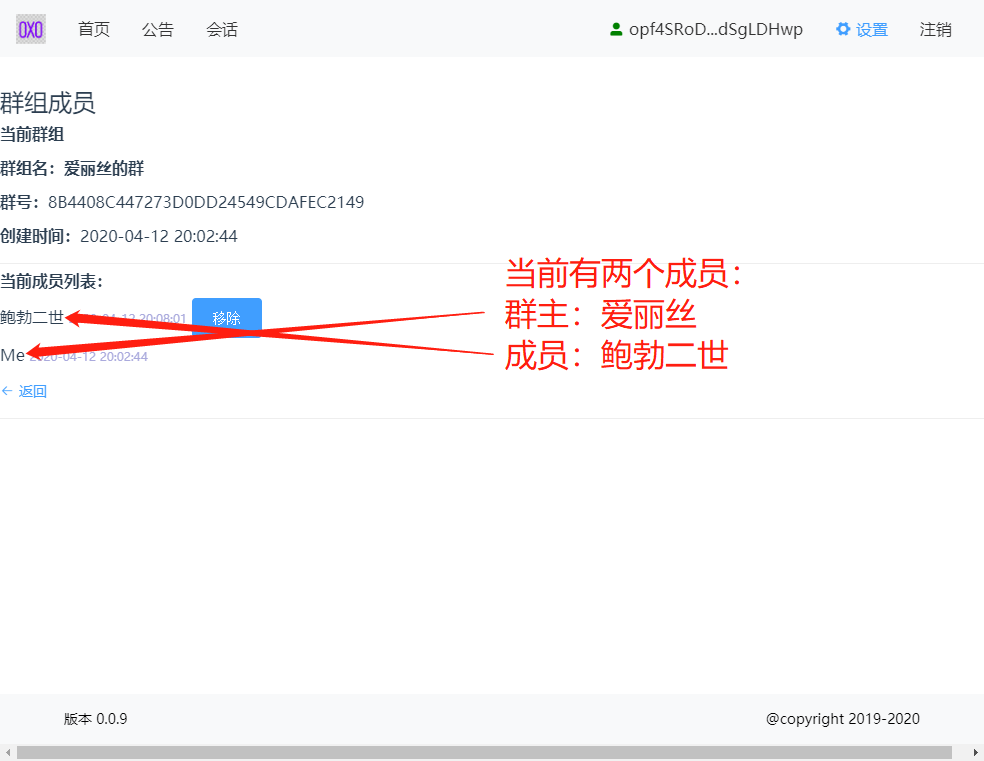 OXO 首页 公告 会话 opf4SRoD...dSgLDHwp 设置 注销
群组成员
当前群组
群组名：爱丽丝的群
群号：8B4408C447273D0DD24549CDAFEC2149
创建时间：2020-04-12 20:02:44
当前成员列表：
鲍勃二世 2020-04-12 20:08:01 移除
Me 2020-04-12 20:02:44
← 返回
当前有两个成员：
群主：爱丽丝
成员：鲍勃二世
版本 0.0.9 @copyright 2019-2020